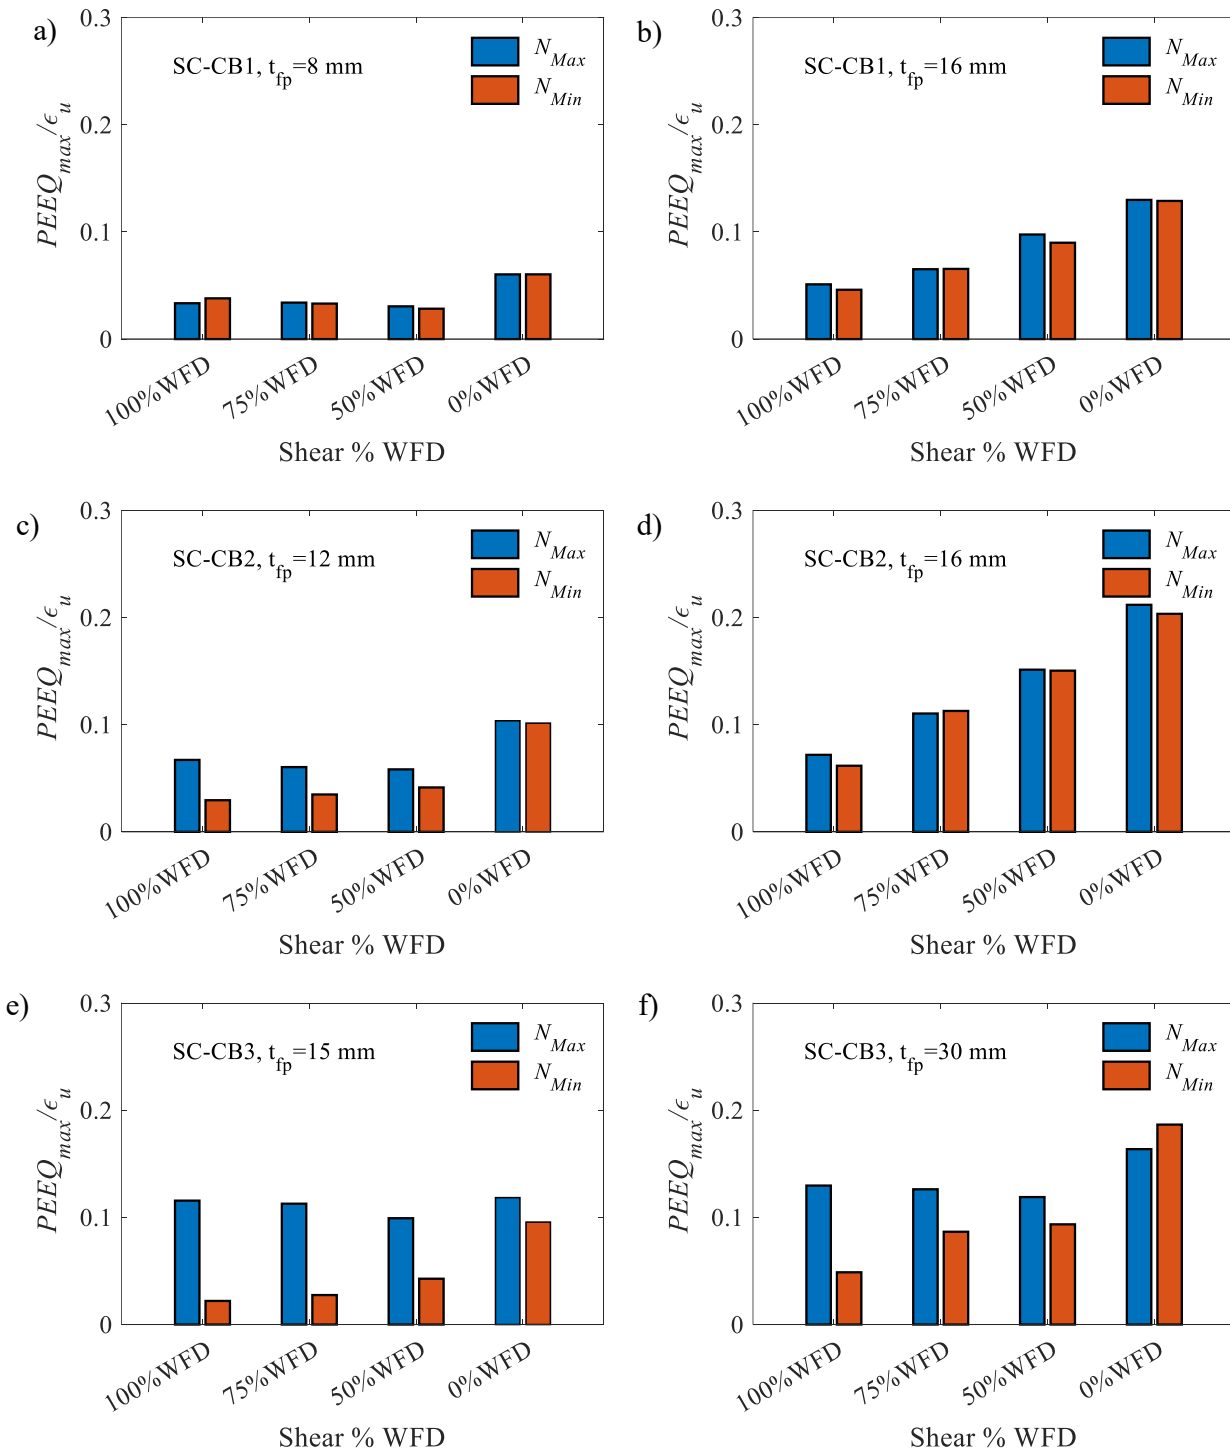 a)
0.3
0.2
0.1
0
PEEQmax/ϵu
SC-CB1, tfp=8 mm
NMax
NMin
100%WFD
75%WFD
50%WFD
0%WFD
Shear % WFD
b)
0.3
0.2
0.1
0
PEEQmax/ϵu
SC-CB1, tfp=16 mm
NMax
NMin
100%WFD
75%WFD
50%WFD
0%WFD
Shear % WFD
c)
0.3
0.2
0.1
0
PEEQmax/ϵu
SC-CB2, tfp=12 mm
NMax
NMin
100%WFD
75%WFD
50%WFD
0%WFD
Shear % WFD
d)
0.3
0.2
0.1
0
PEEQmax/ϵu
SC-CB2, tfp=16 mm
NMax
NMin
100%WFD
75%WFD
50%WFD
0%WFD
Shear % WFD
e)
0.3
0.2
0.1
0
PEEQmax/ϵu
SC-CB3, tfp=15 mm
NMax
NMin
100%WFD
75%WFD
50%WFD
0%WFD
Shear % WFD
f)
0.3
0.2
0.1
0
PEEQmax/ϵu
SC-CB3, tfp=30 mm
NMax
NMin
100%WFD
75%WFD
50%WFD
0%WFD
Shear % WFD